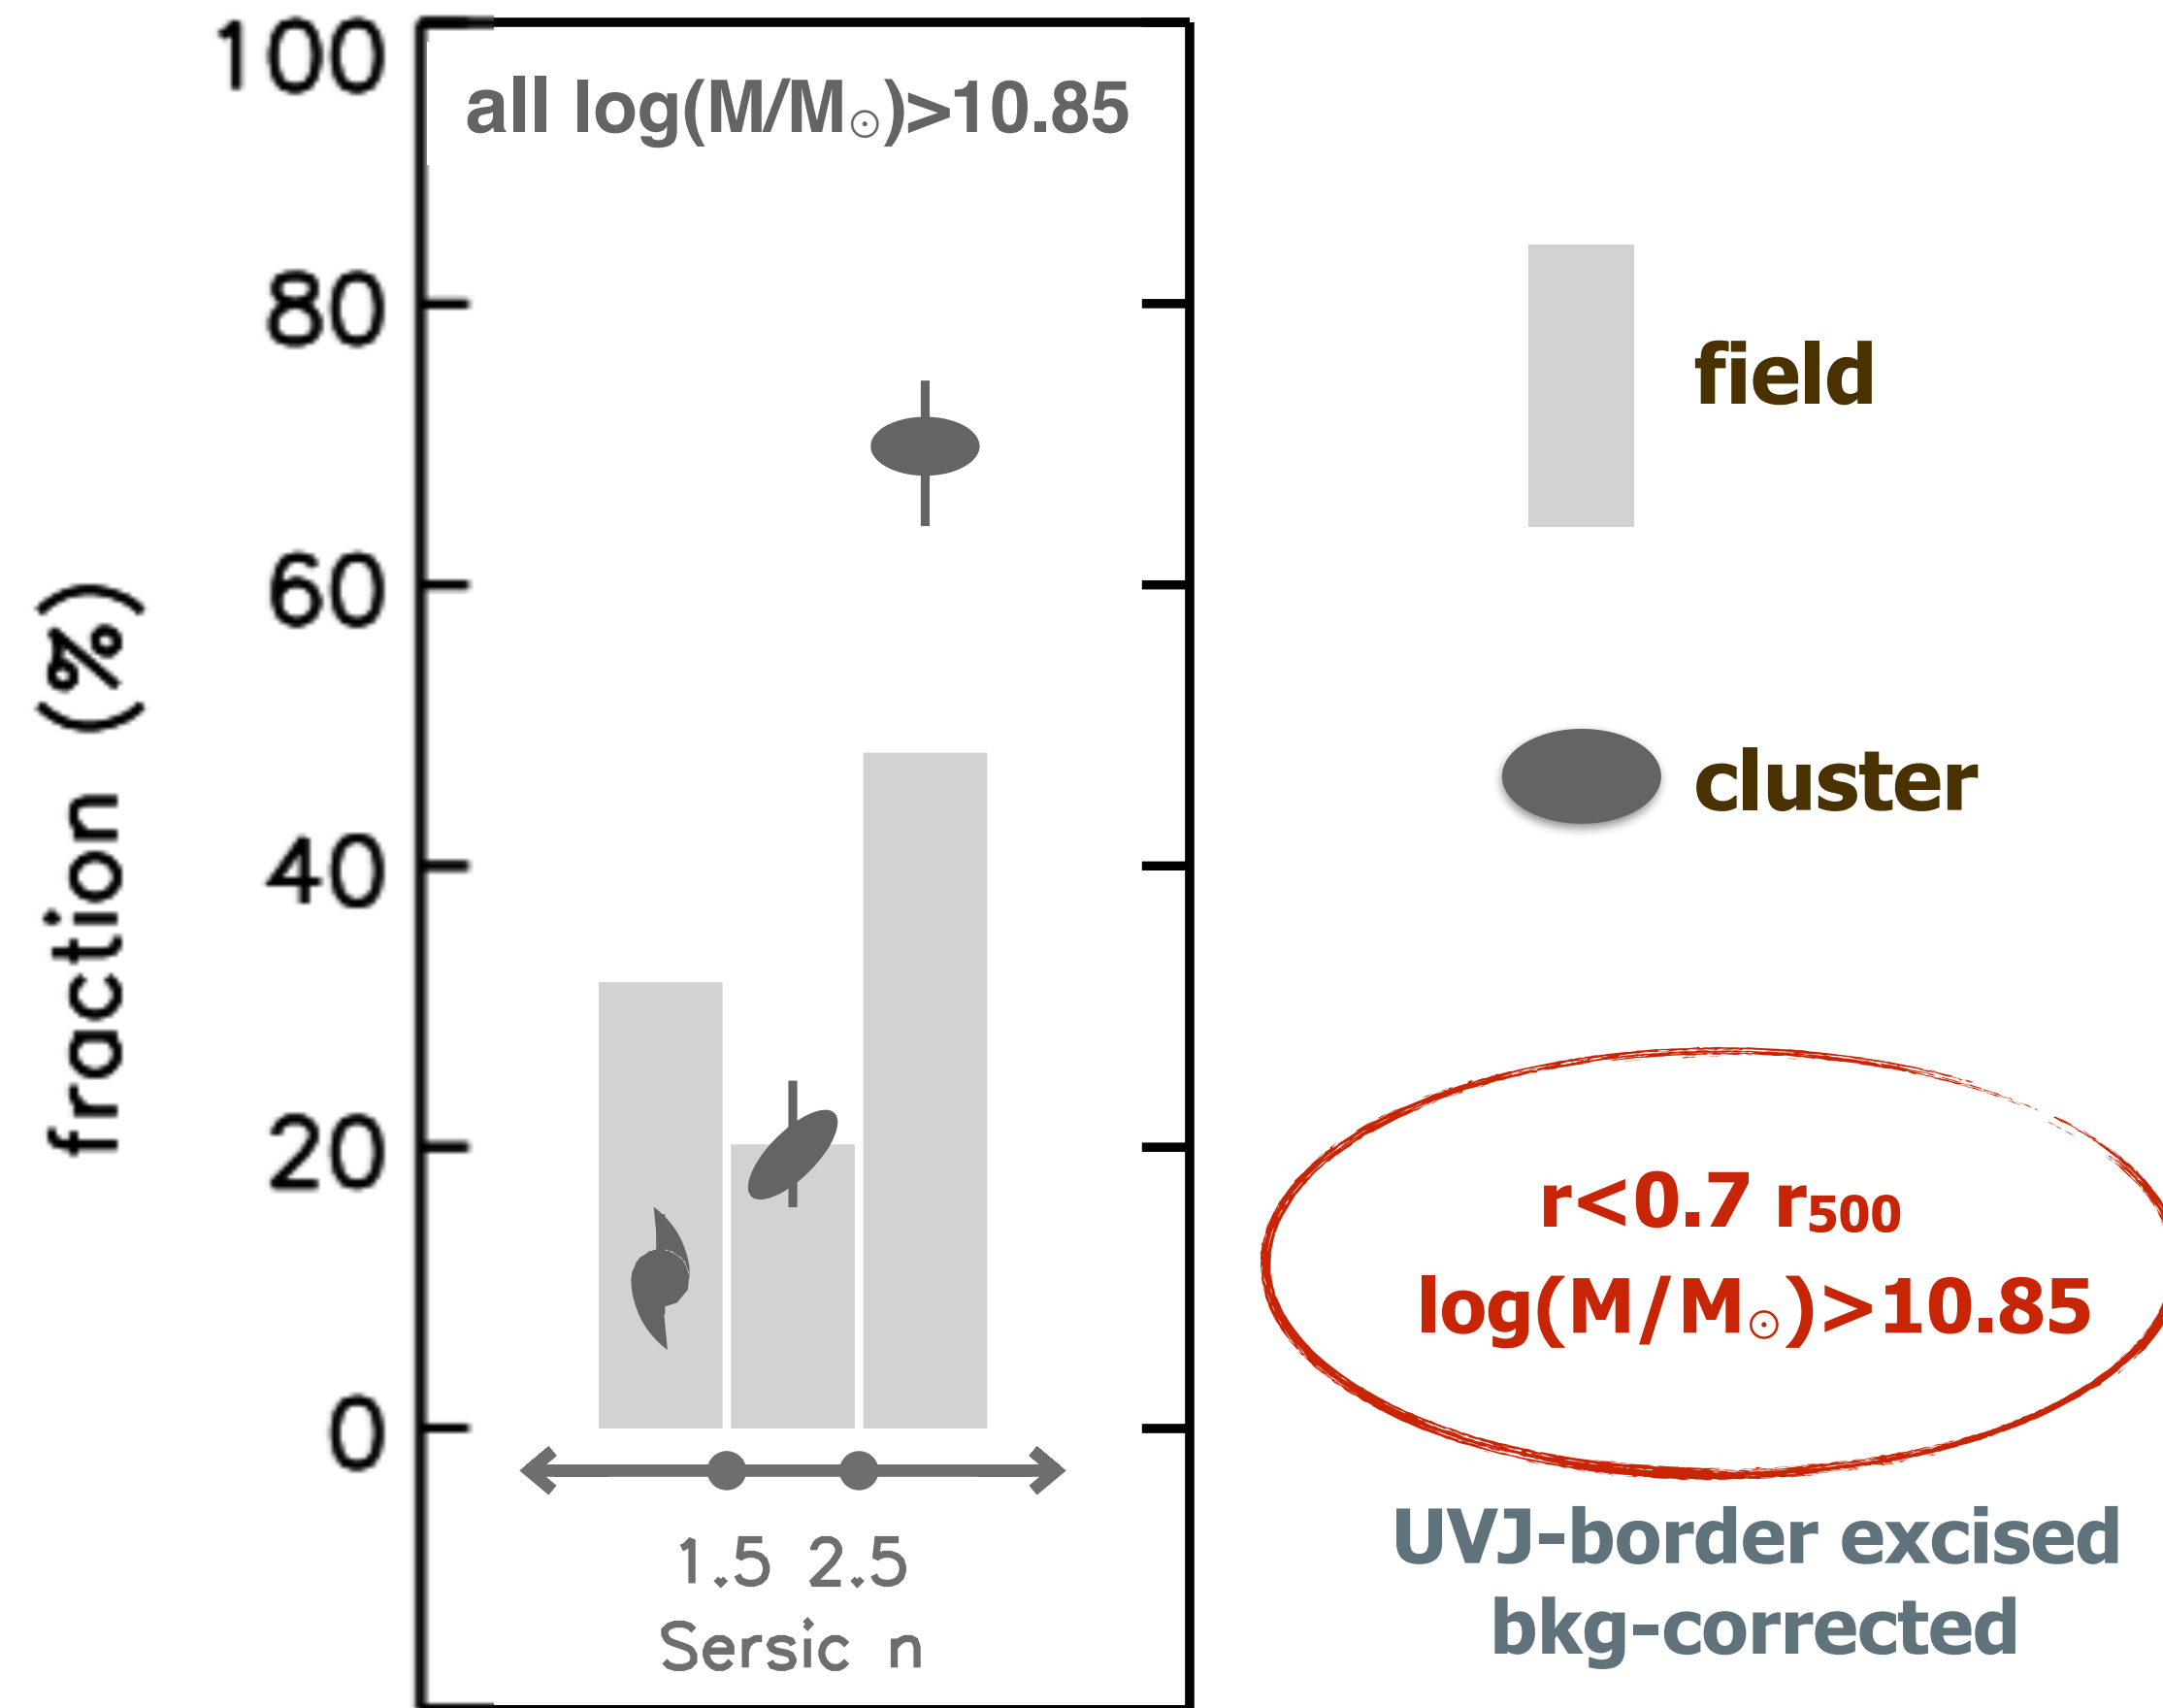 100
80
60
40
20
0
fraction (%)
all log(M/M☉)>10.85
1.5 2.5
Sersic n
field
cluster
r<0.7 r500
log(M/M☉)>10.85
UVJ-border excised
bkg-corrected